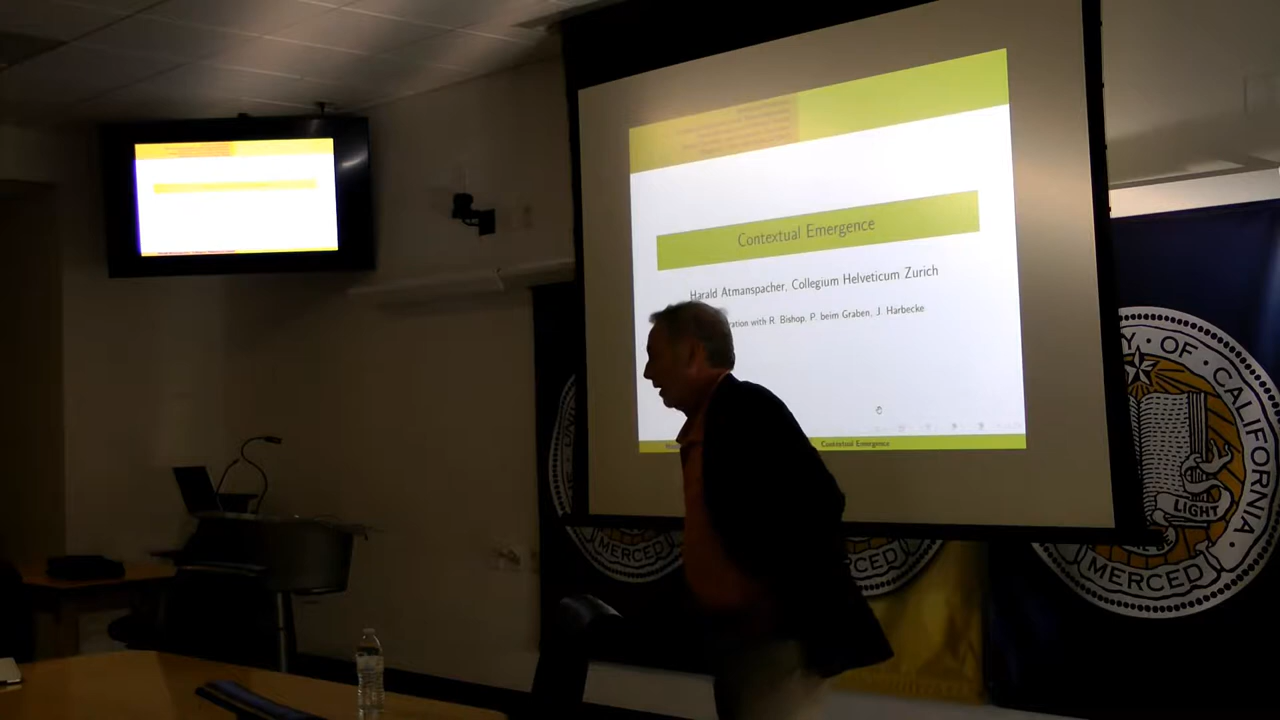 Contextual Emergence
Harald Atmanspacher, Collegium Helveticum Zurich
ration with R. Bishop, P. beim Graben, J. Harbecke
Contextual Emergence
Y · OF · CALIFORNIA
LIGHT
MERCED
MERCED